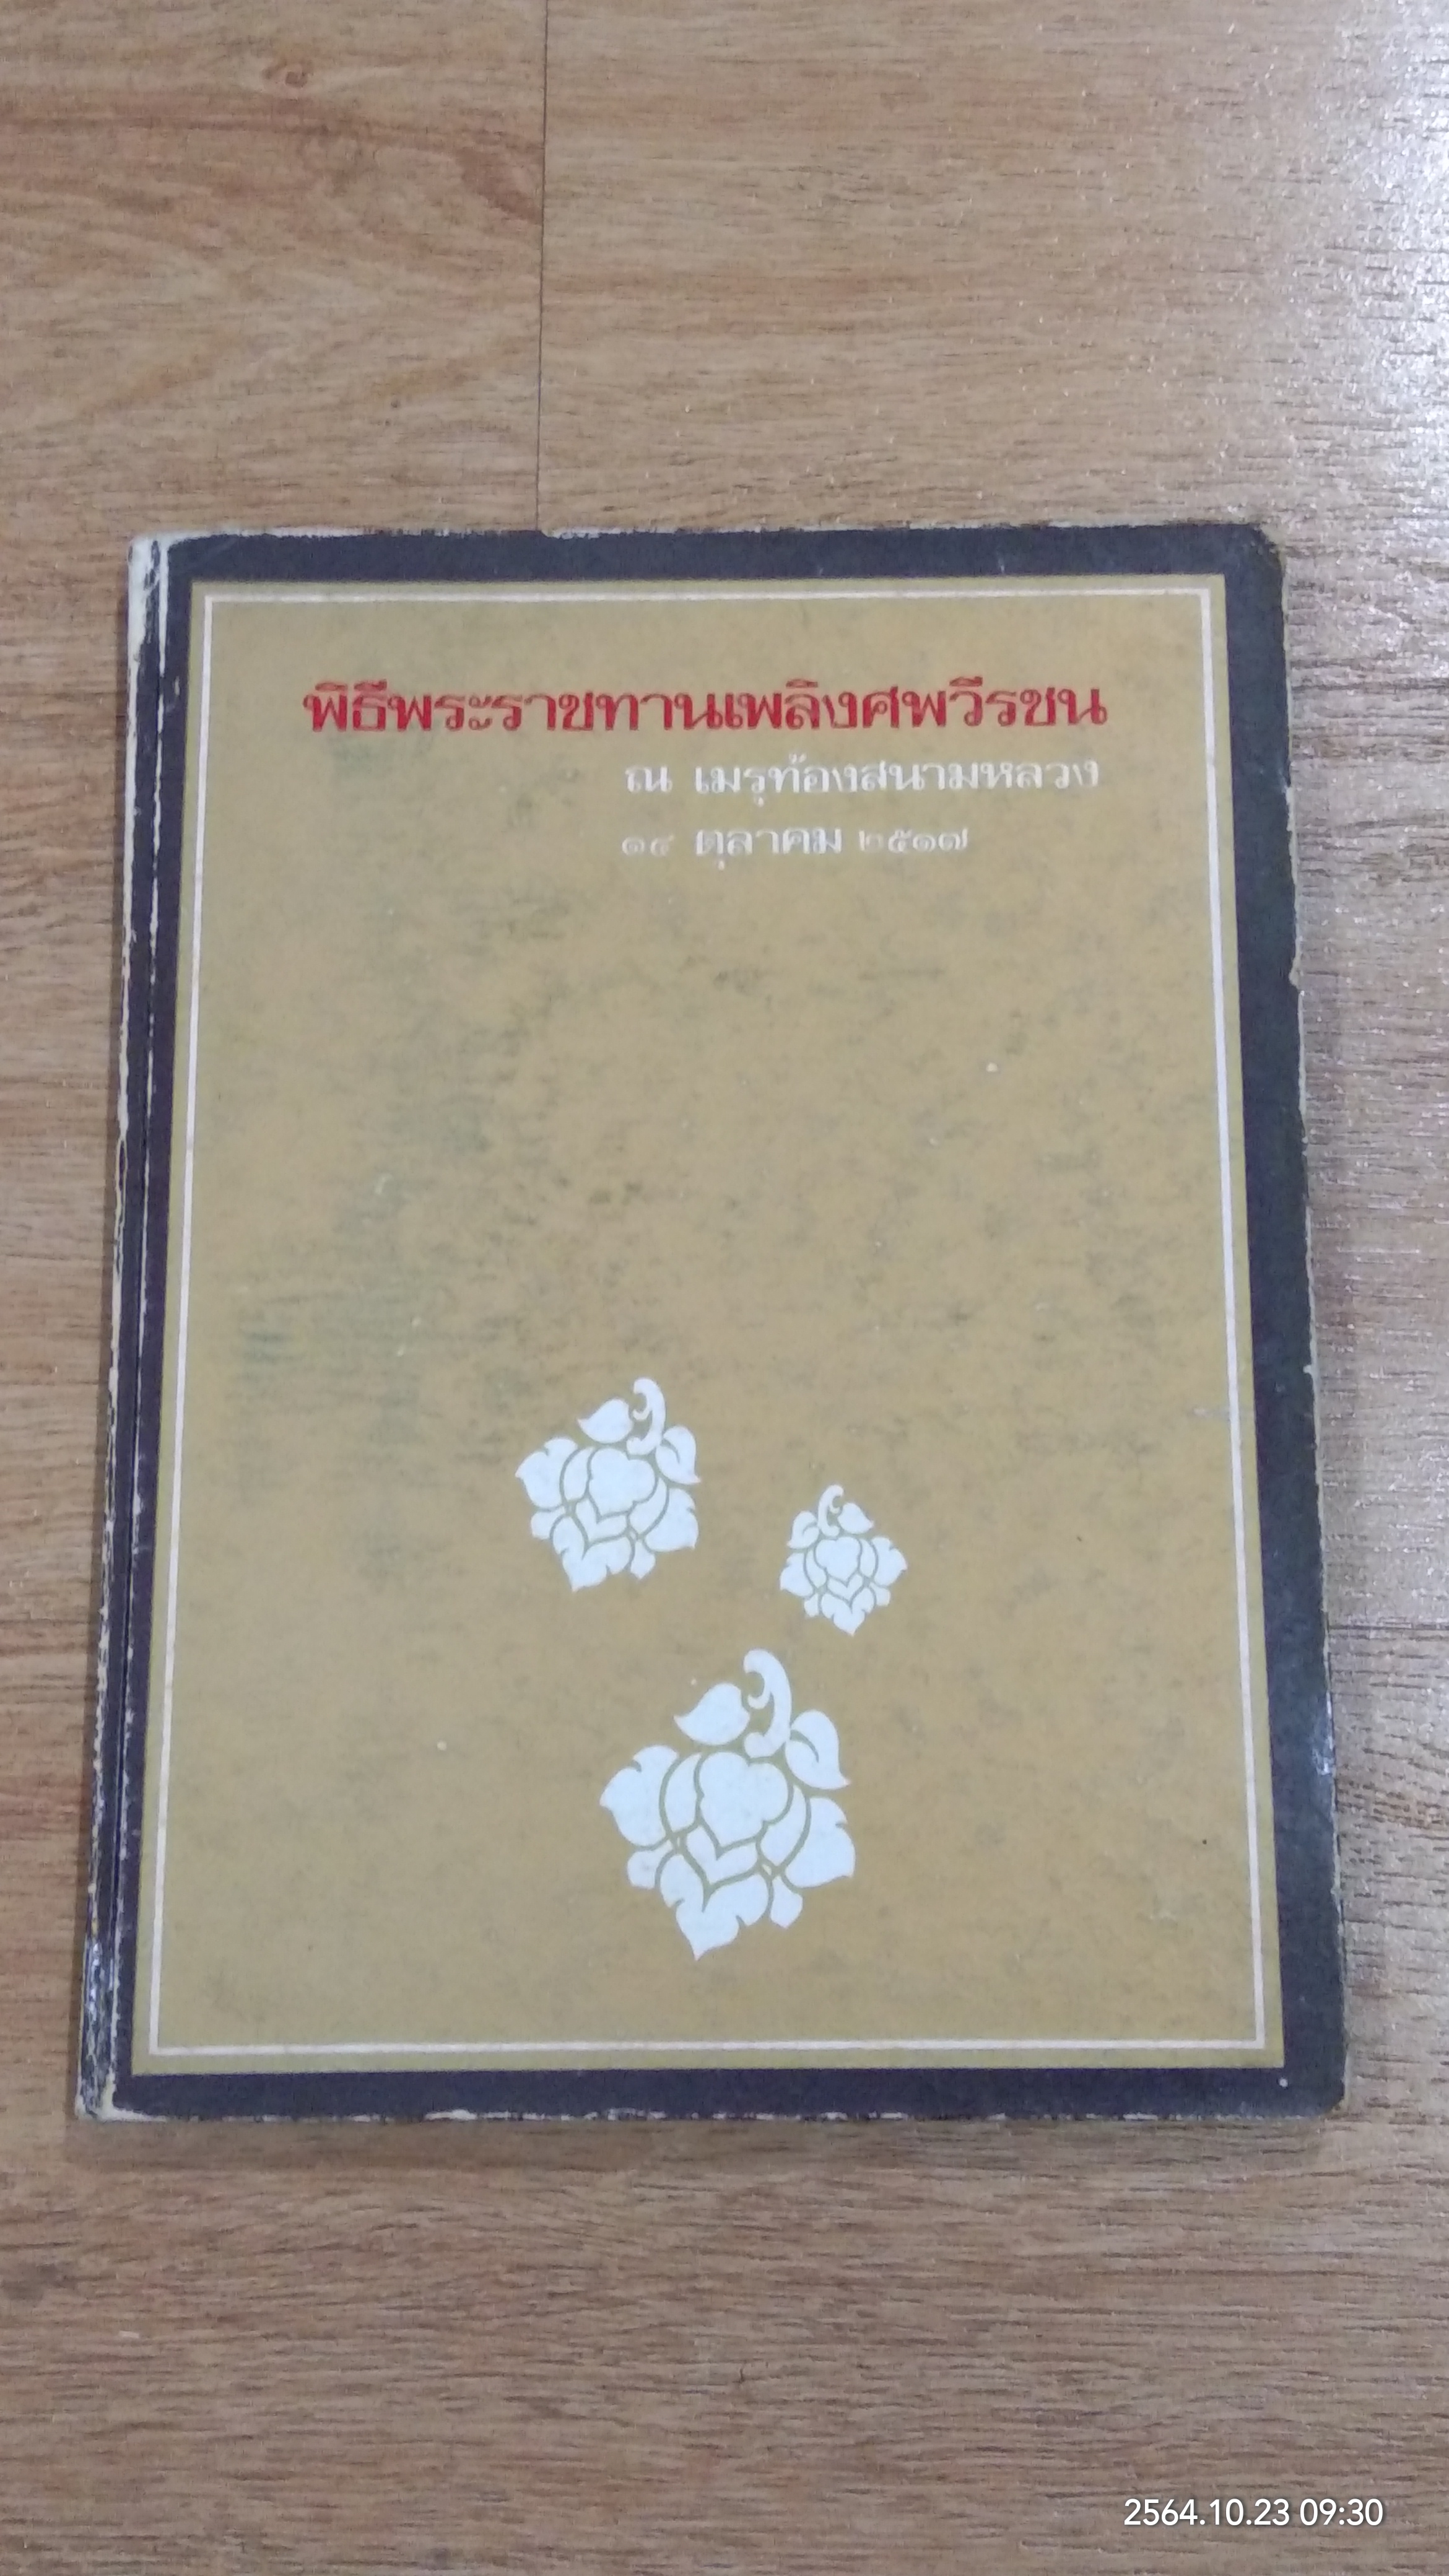 พิธีพระราชทานเพลิงศพวีรชน
ณ เมรุท้องสนามหลวง
๑๔ ตุลาคม ๒๕๑๗
2564.10.23 09:30